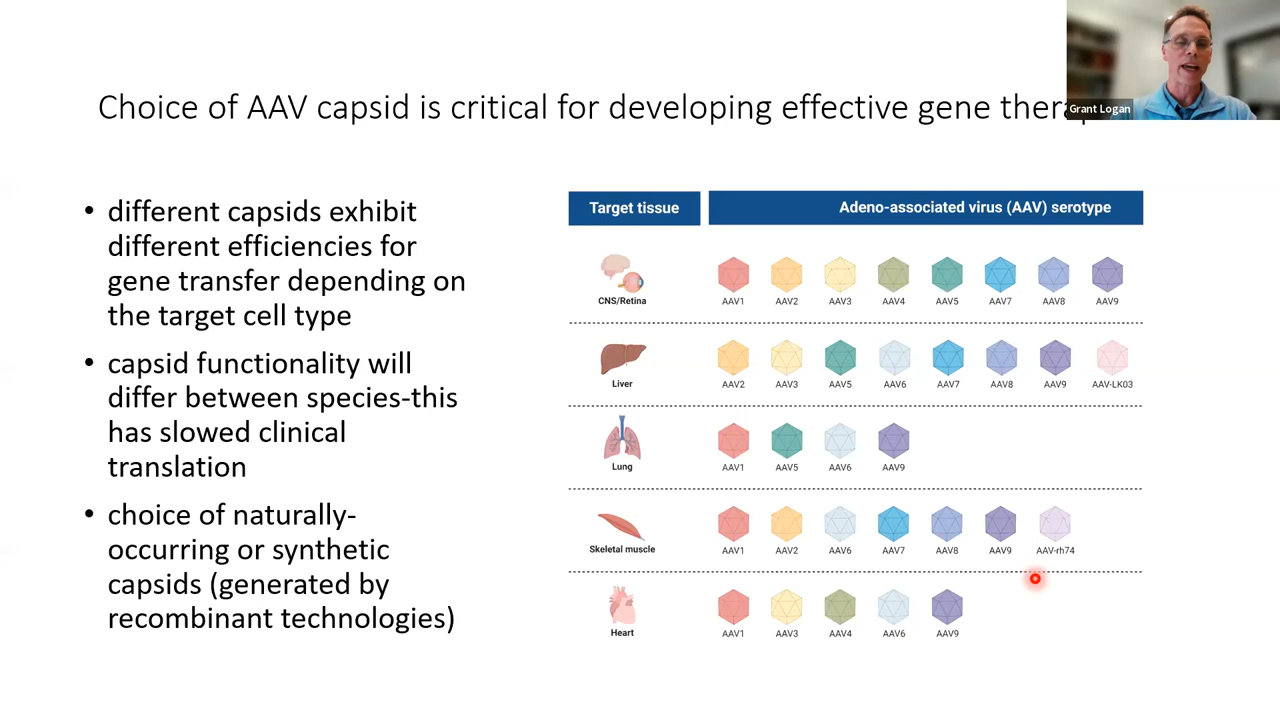 Grant Logan
Choice of AAV capsid is critical for developing effective gene
• different capsids exhibit
different efficiencies for
gene transfer depending on
the target cell type
• capsid functionality will
differ between species-this
has slowed clinical
translation
• choice of naturally-
occurring or synthetic
capsids (generated by
recombinant technologies)
Target tissue Adeno-associated virus (AAV) serotype
CNS/Retina AAV1 AAV2 AAV3 AAV4 AAV5 AAV7 AAV8 AAV9
Liver AAV2 AAV3 AAV5 AAV6 AAV7 AAV8 AAV9 AAV-LK03
Lung AAV1 AAV5 AAV6 AAV9
Skeletal muscle AAV1 AAV2 AAV6 AAV7 AAV8 AAV9 AAV-rh74
Heart AAV1 AAV3 AAV4 AAV6 AAV9